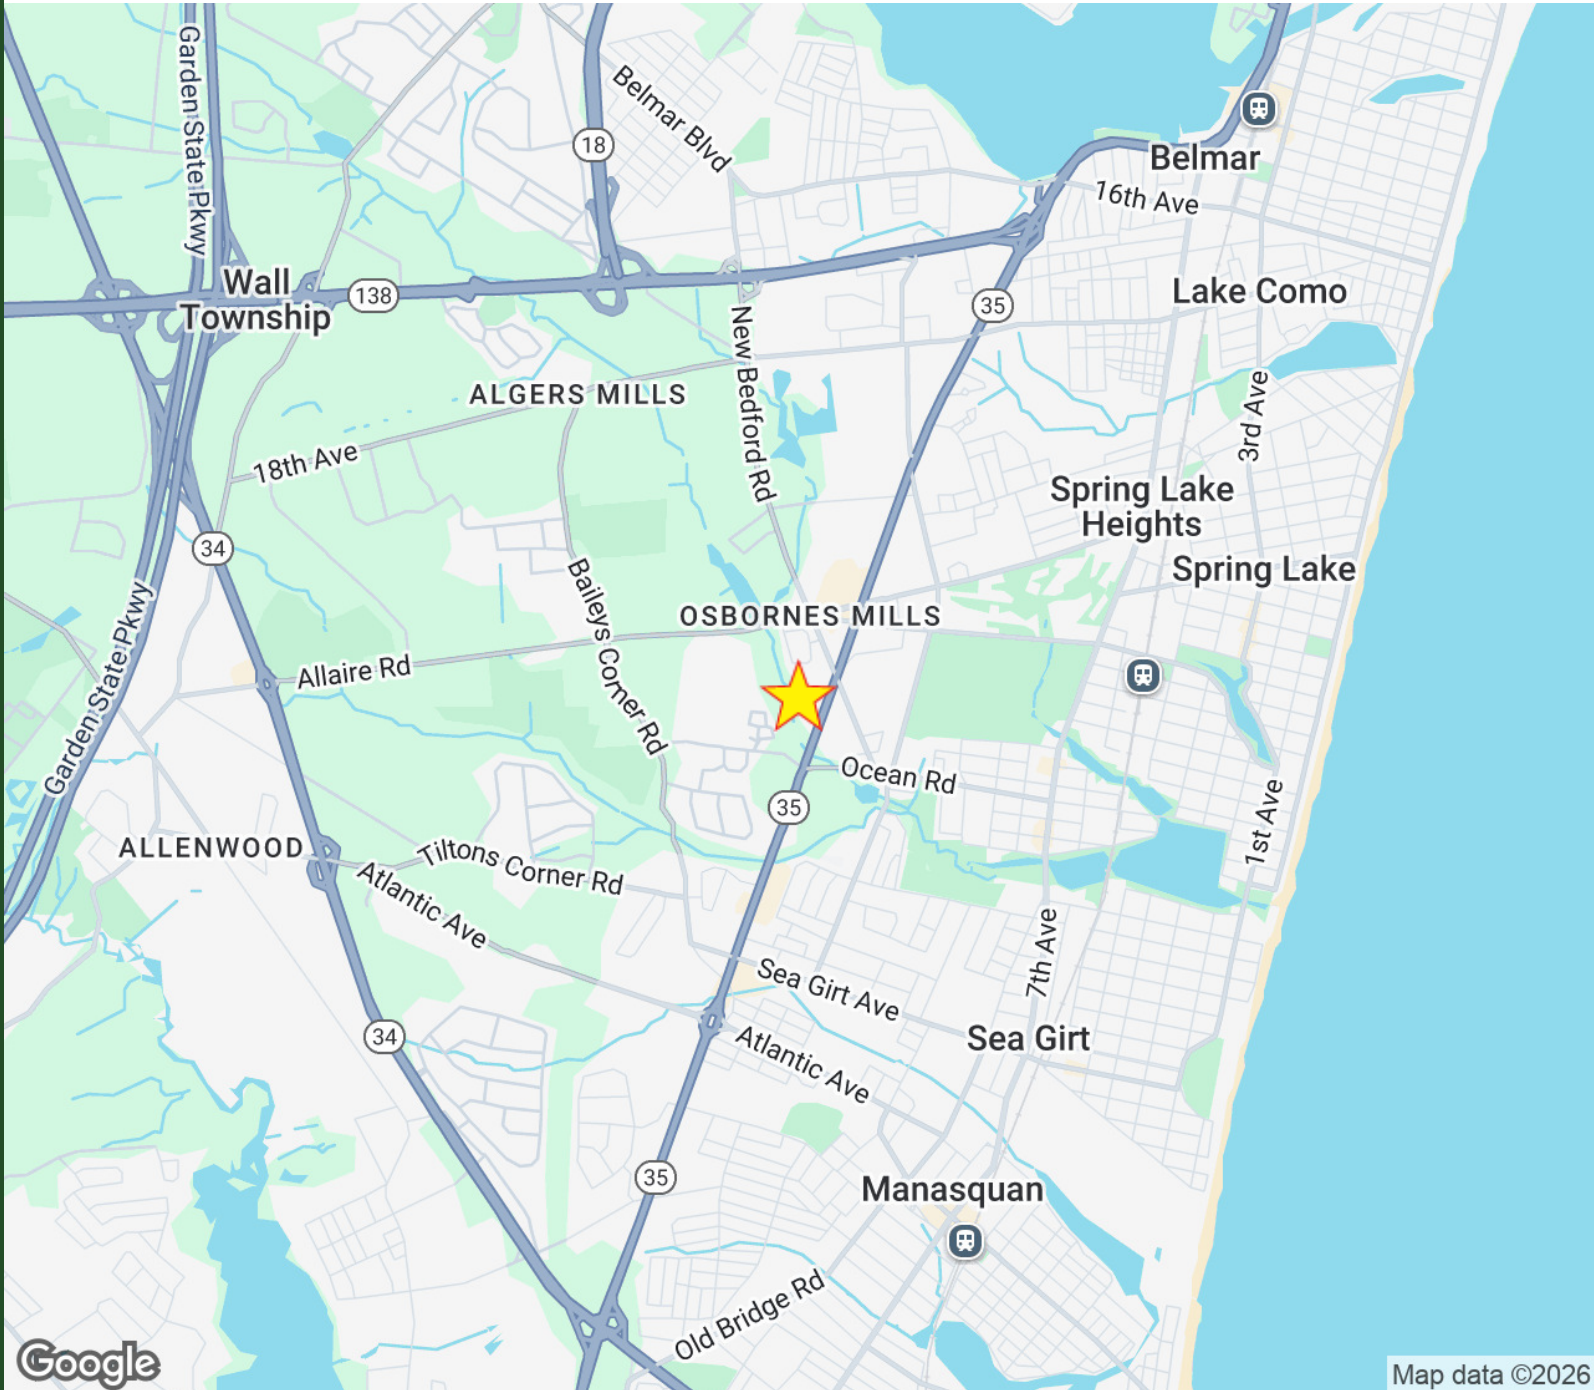 Garden State Pkwy
Belmar Blvd
18
Belmar
16th Ave
Wall
Township
138
35
Lake Como
New Bedford Rd
ALGERS MILLS
3rd Ave
18th Ave
Spring Lake
Heights
34
Spring Lake
Baileys Corner Rd
OSBORNES MILLS
Garden State Pkwy
Allaire Rd
Ocean Rd
35
1st Ave
ALLENWOOD
Tiltons Corner Rd
Atlantic Ave
7th Ave
Sea Girt Ave
34
Sea Girt
Atlantic Ave
35
Manasquan
Old Bridge Rd
Google
Map data ©2026